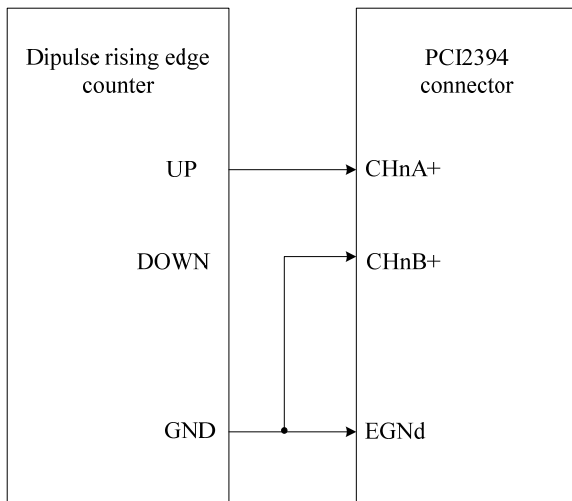 Dipulse rising edge
counter
PCI2394
connector
UP
CHnA+
DOWN
CHnB+
GND
EGNd